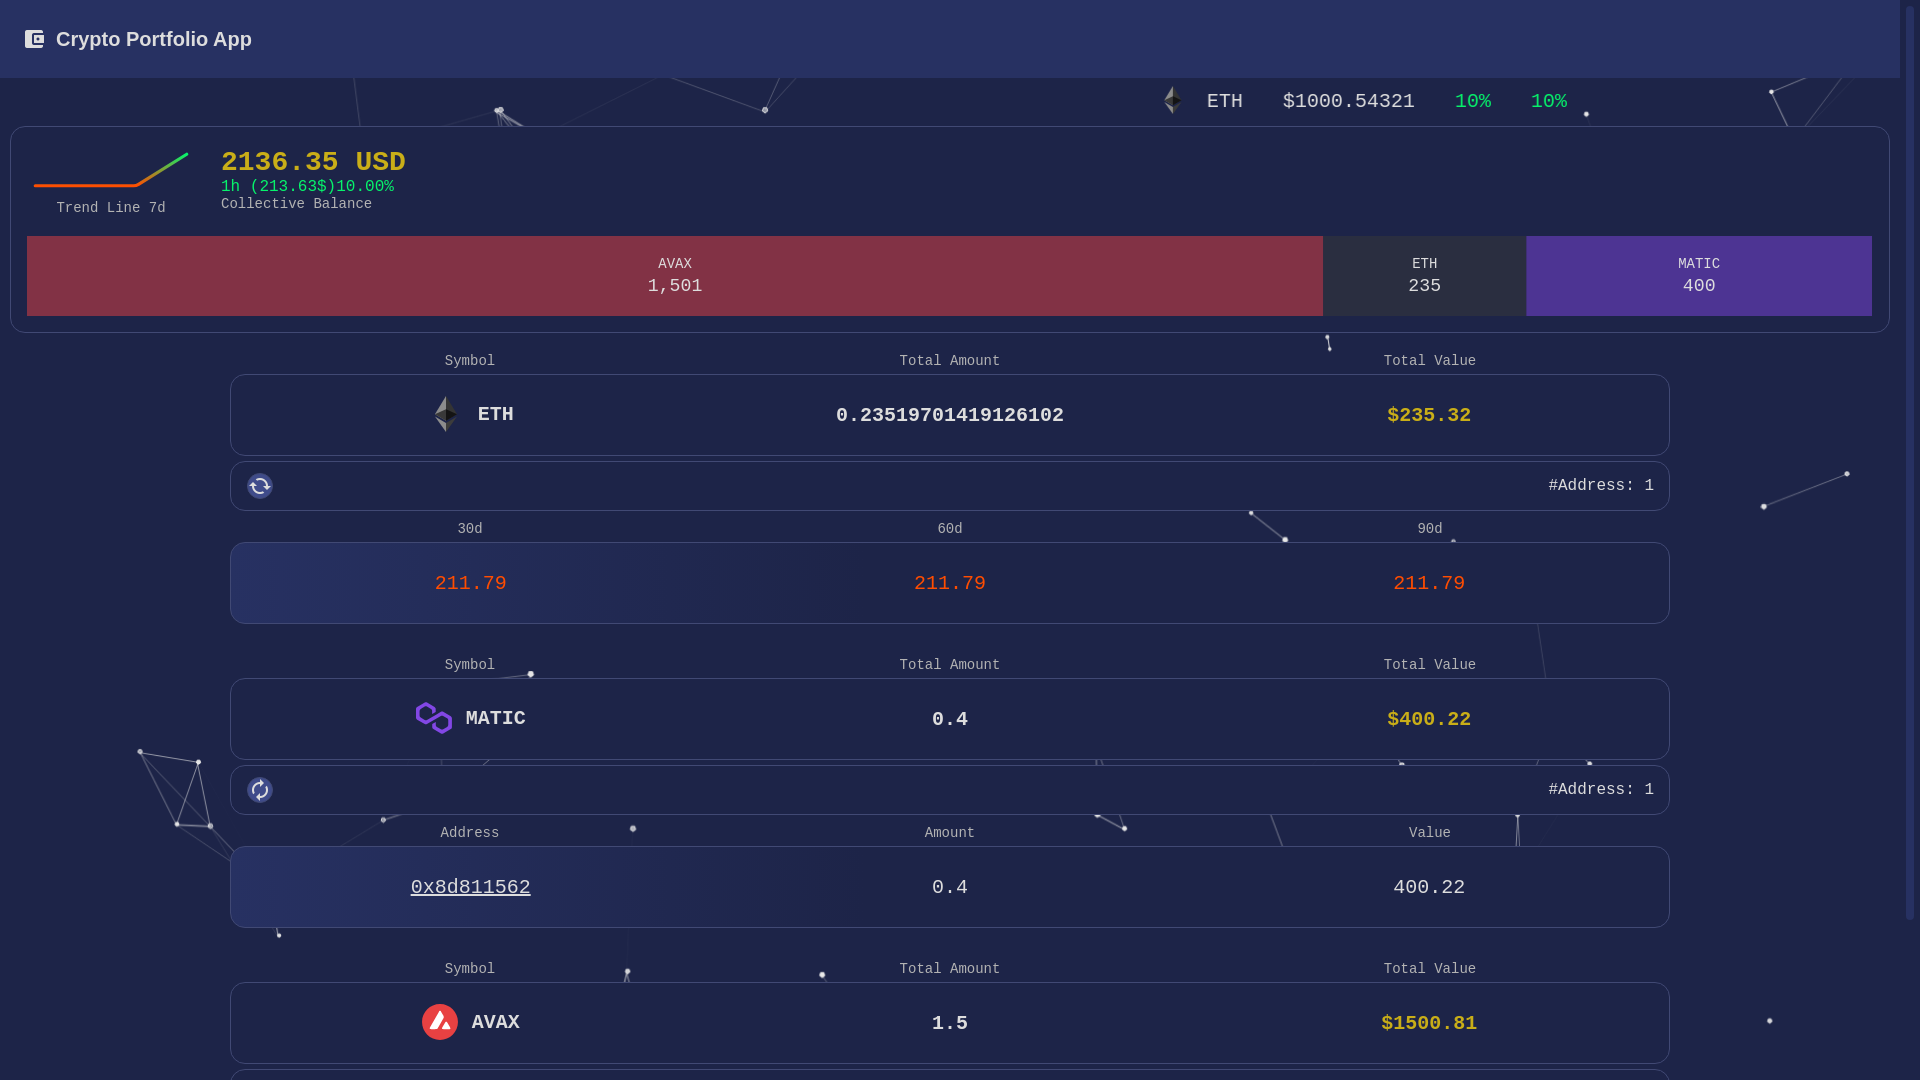 Crypto Portfolio App
ETH $1000.54321 10% 10%
2136.35 USD
1h (213.63$)10.00%
Collective Balance
Trend Line 7d
AVAX
1,501
ETH
235
MATIC
400
Symbol Total Amount Total Value
ETH 0.23519701419126102 $235.32
#Address: 1
30d 60d 90d
211.79 211.79 211.79
Symbol Total Amount Total Value
MATIC 0.4 $400.22
#Address: 1
Address Amount Value
0x8d811562 0.4 400.22
Symbol Total Amount Total Value
AVAX 1.5 $1500.81